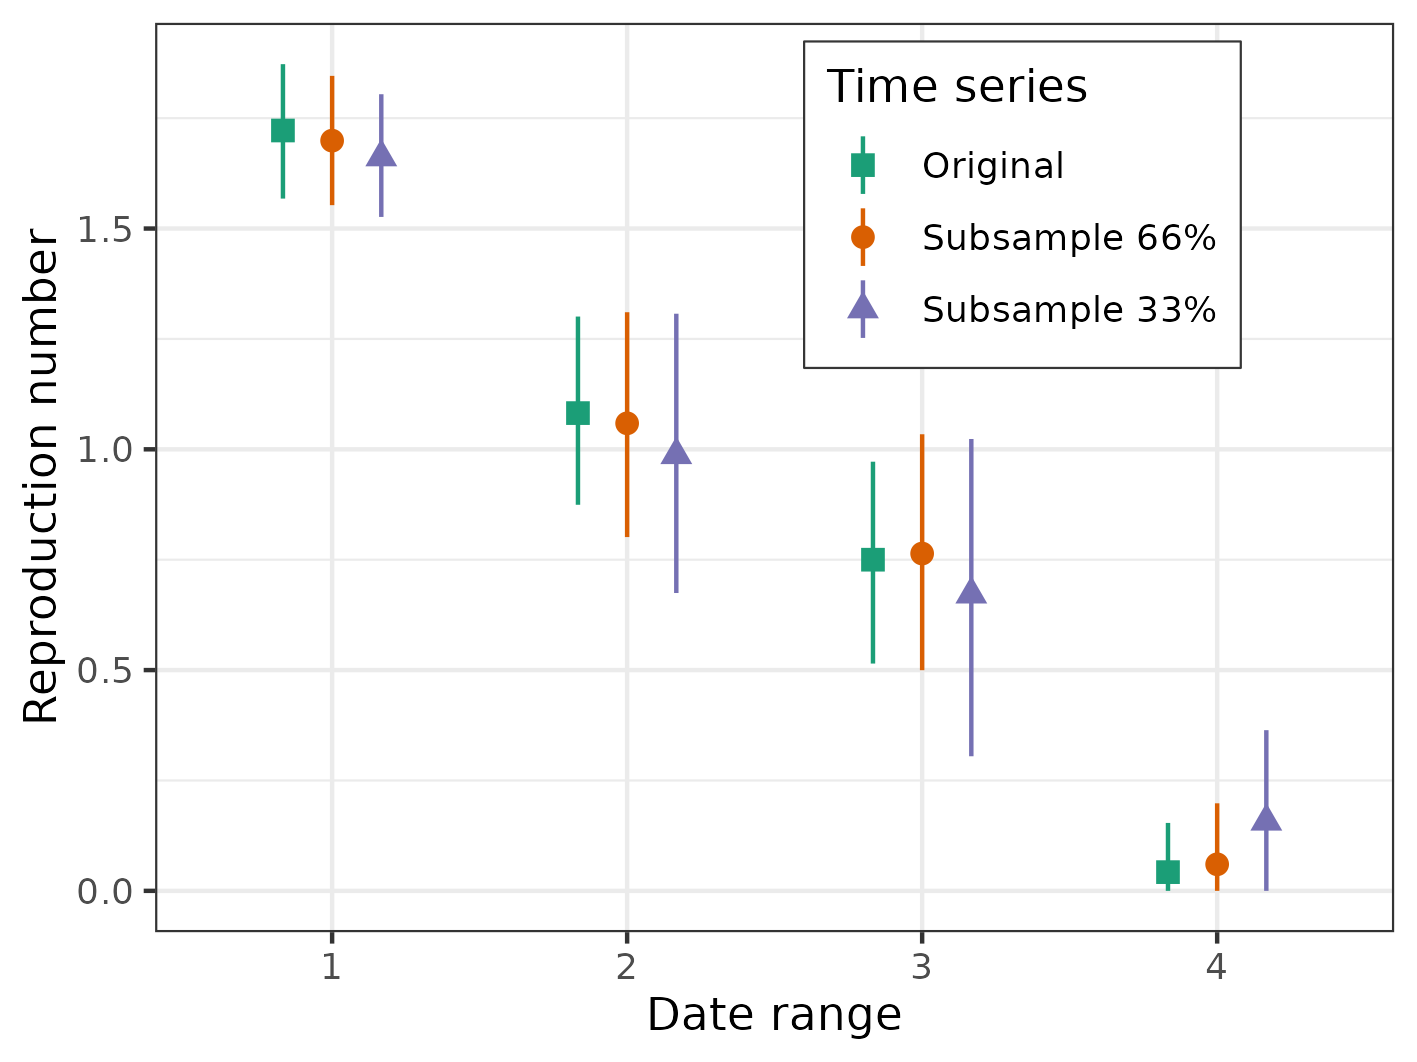 Time series
Original
Subsample 66%
Subsample 33%
Reproduction number
1.5
1.0
0.5
0.0
1 2 3 4
Date range